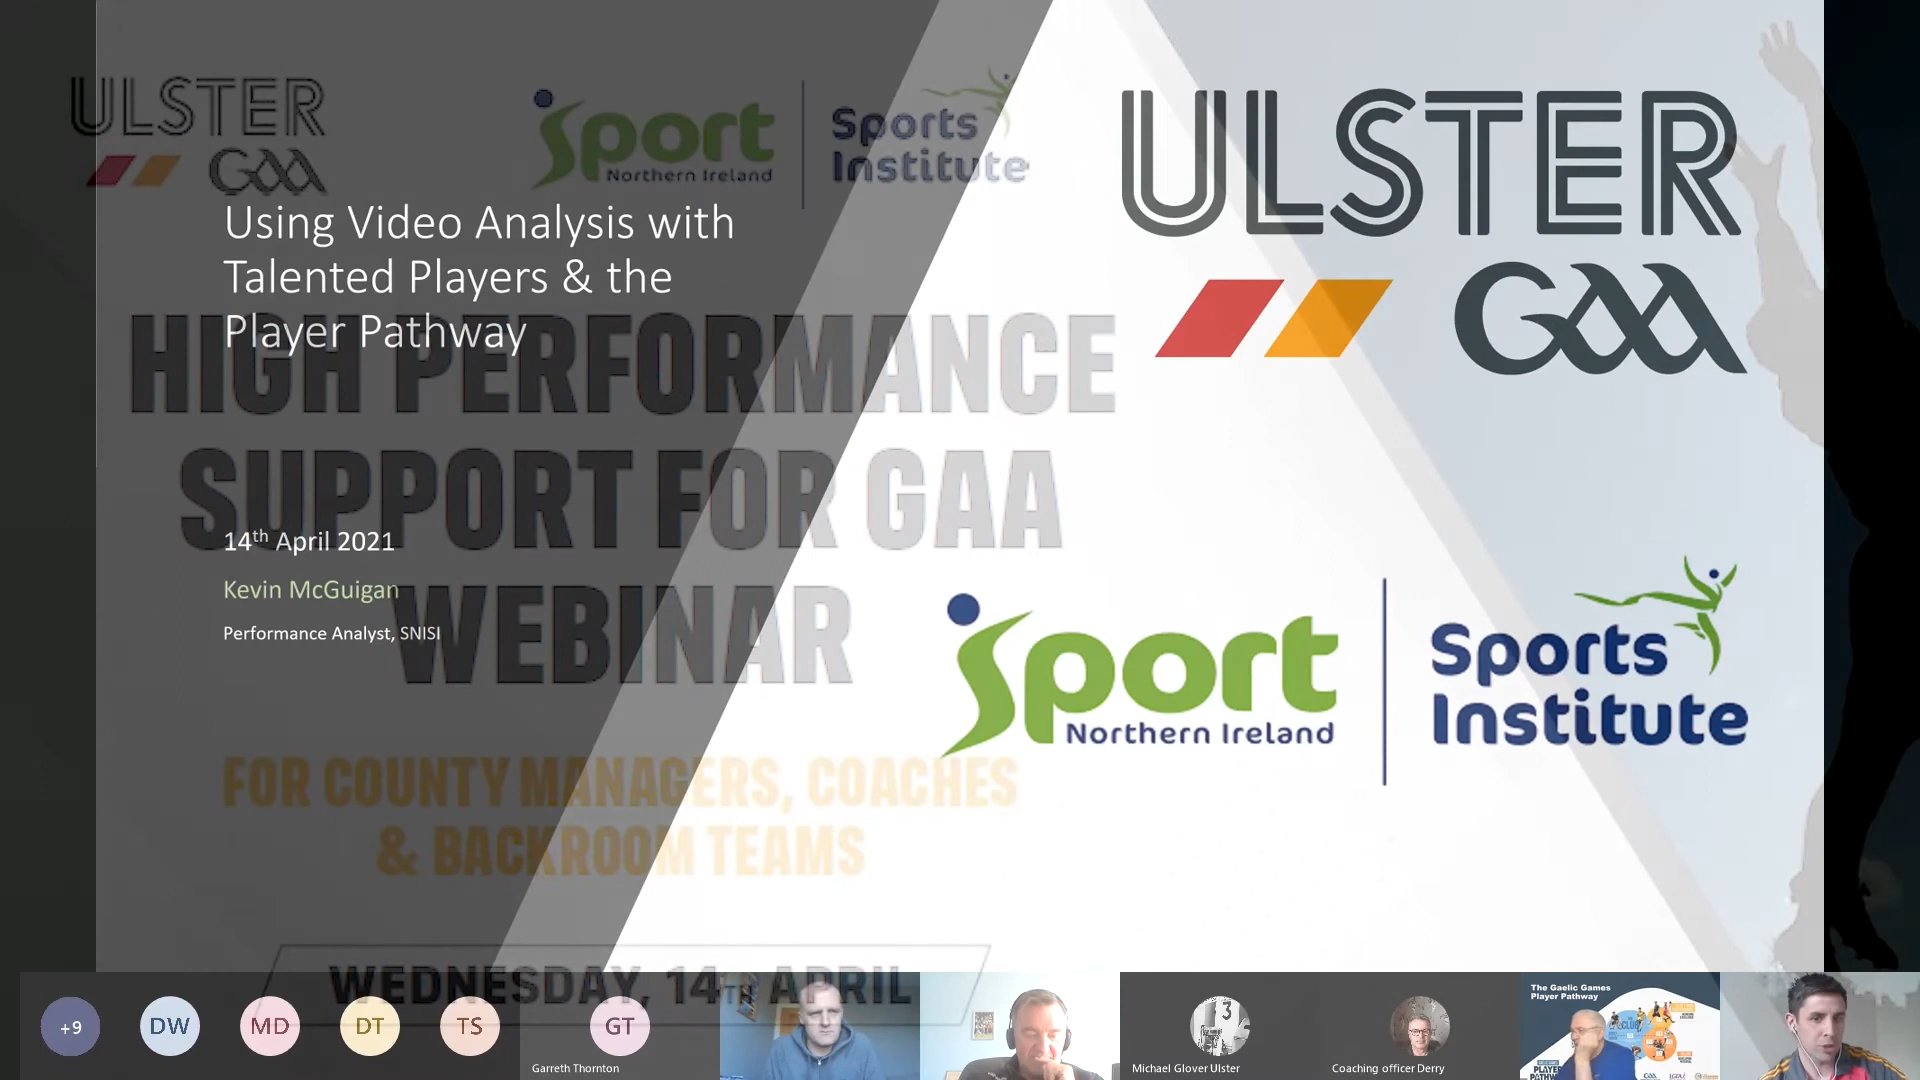 ULSTER
GAA
Sport
Northern Ireland
Sports
Institute
Using Video Analysis with
Talented Players & the
Player Pathway
HIGH PERFORMANCE
SUPPORT FOR GAA
WEBINAR
14th April 2021
Kevin McGuigan
Performance Analyst, SNISI
FOR COUNTY MANAGERS, COACHES
& BACKROOM TEAMS
WEDNESDAY, 14TH APRIL
ULSTER
GAA
Sport
Northern Ireland
Sports
Institute
+9
DW
MD
DT
TS
GT
Garreth Thornton
3
Michael Glover Ulster
Coaching officer Derry
The Gaelic Games
Player Pathway
CLUB